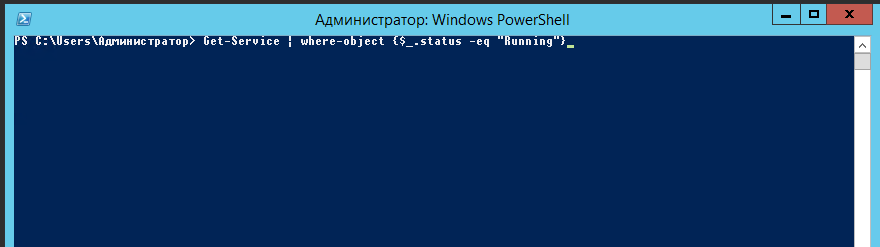 Администратор: Windows PowerShell
PS C:\Users\Администратор> Get-Service | where-object {$_.status -eq "Running"}